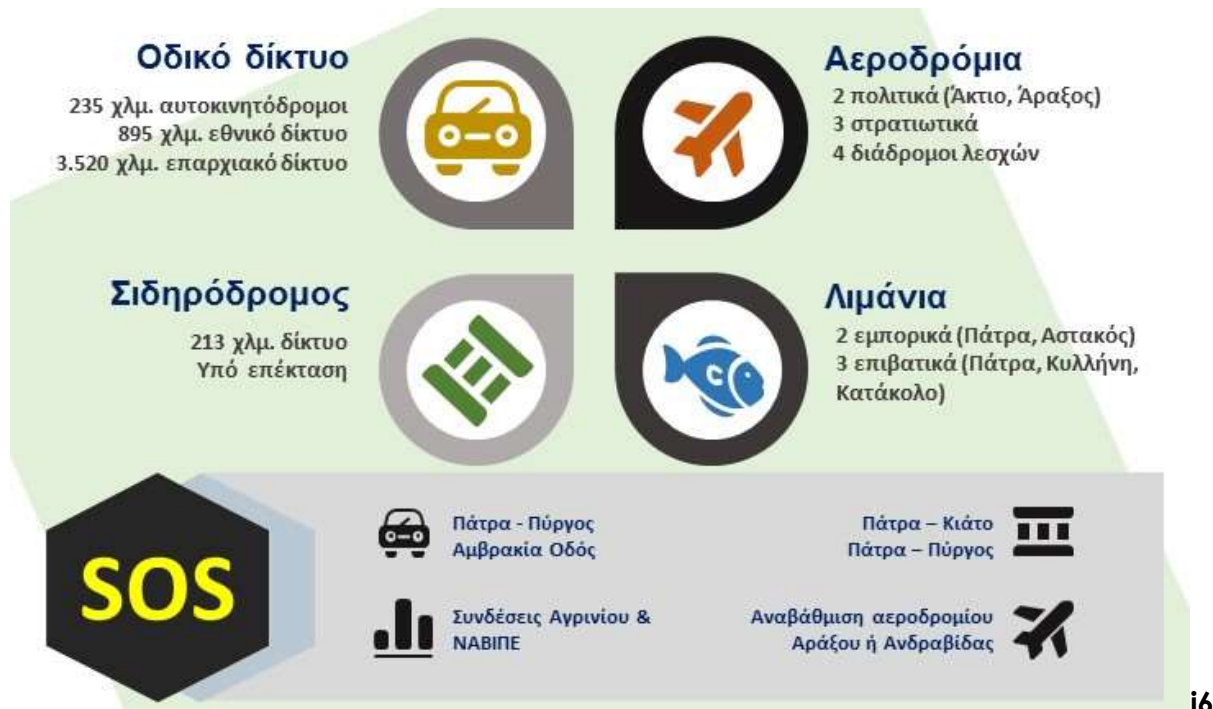 Οδικό δίκτυο
235 χλμ. αυτοκινητόδρομοι
895 χλμ. εθνικό δίκτυο
3.520 χλμ. επαρχιακό δίκτυο
Αεροδρόμια
2 πολιτικά (Άκτιο, Άραξος)
3 στρατιωτικά
4 διάδρομοι λεσχών
Σιδηρόδρομος
213 χλμ. δίκτυο
Υπό επέκταση
Λιμάνια
2 εμπορικά (Πάτρα, Αστακός)
3 επιβατικά (Πάτρα, Κυλλήνη,
Κατάκολο)
SOS
Πάτρα - Πύργος
Αμβρακία Οδός
Πάτρα – Κιάτο
Πάτρα – Πύργος
Συνδέσεις Αγρινίου &
ΝΑΒΙΠΕ
Αναβάθμιση αεροδρομίου
Αράξου ή Ανδραβίδας
i6